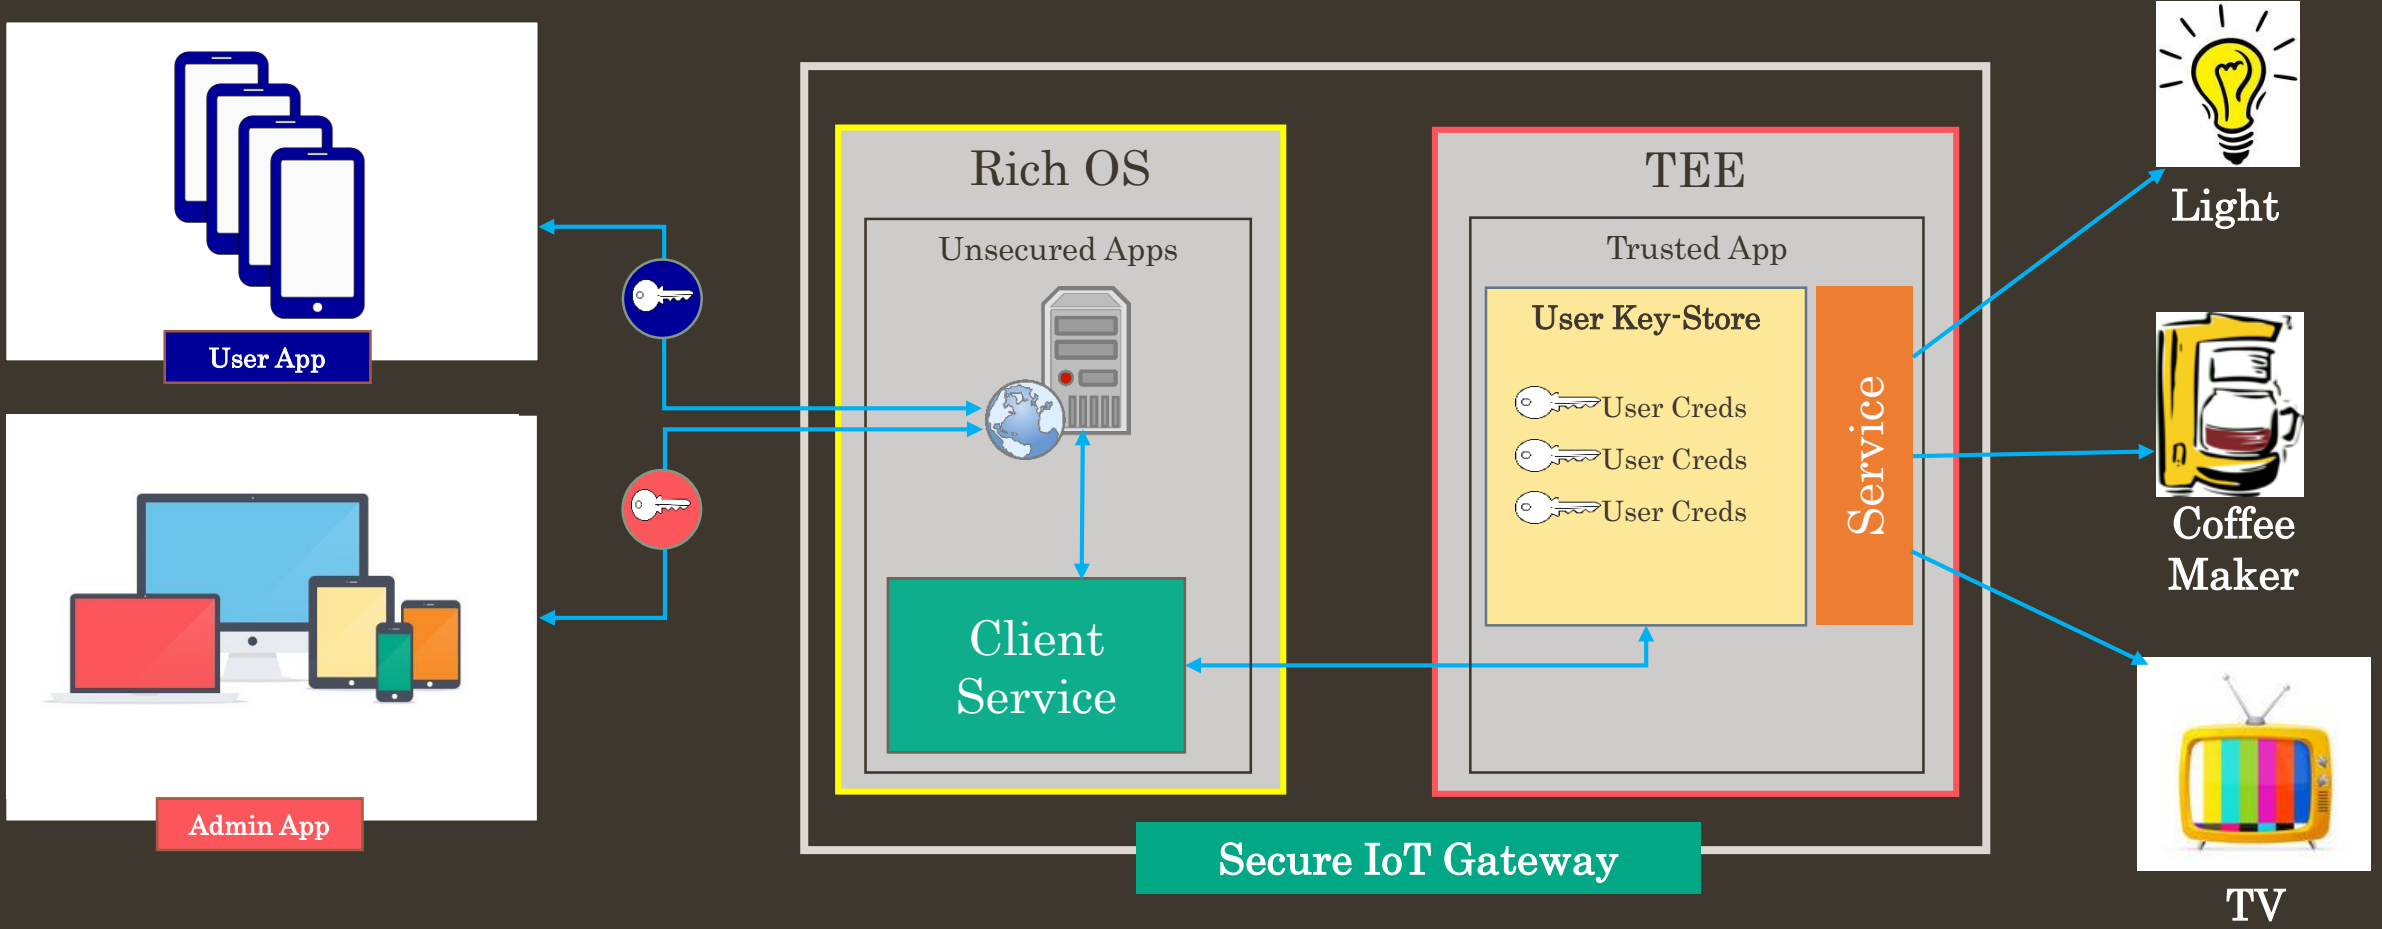 User App
Admin App
Rich OS
Unsecured Apps
Client
Service
TEE
Trusted App
User Key-Store
User Creds
User Creds
User Creds
Service
Secure IoT Gateway
Light
Coffee
Maker
TV